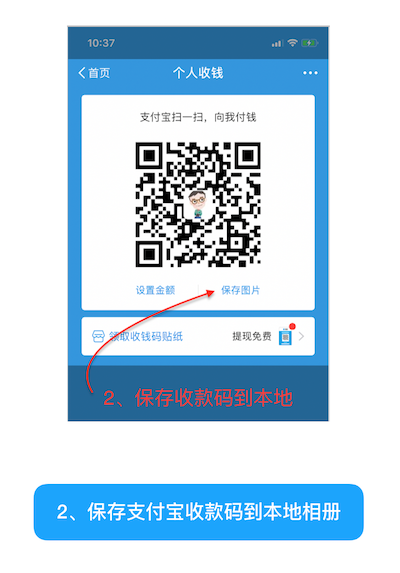 10:37
首页
个人收钱
支付宝扫一扫，向我付钱
设置金额
保存图片
领取收钱码贴纸
提现免费
2、保存收款码到本地
2、保存支付宝收款码到本地相册